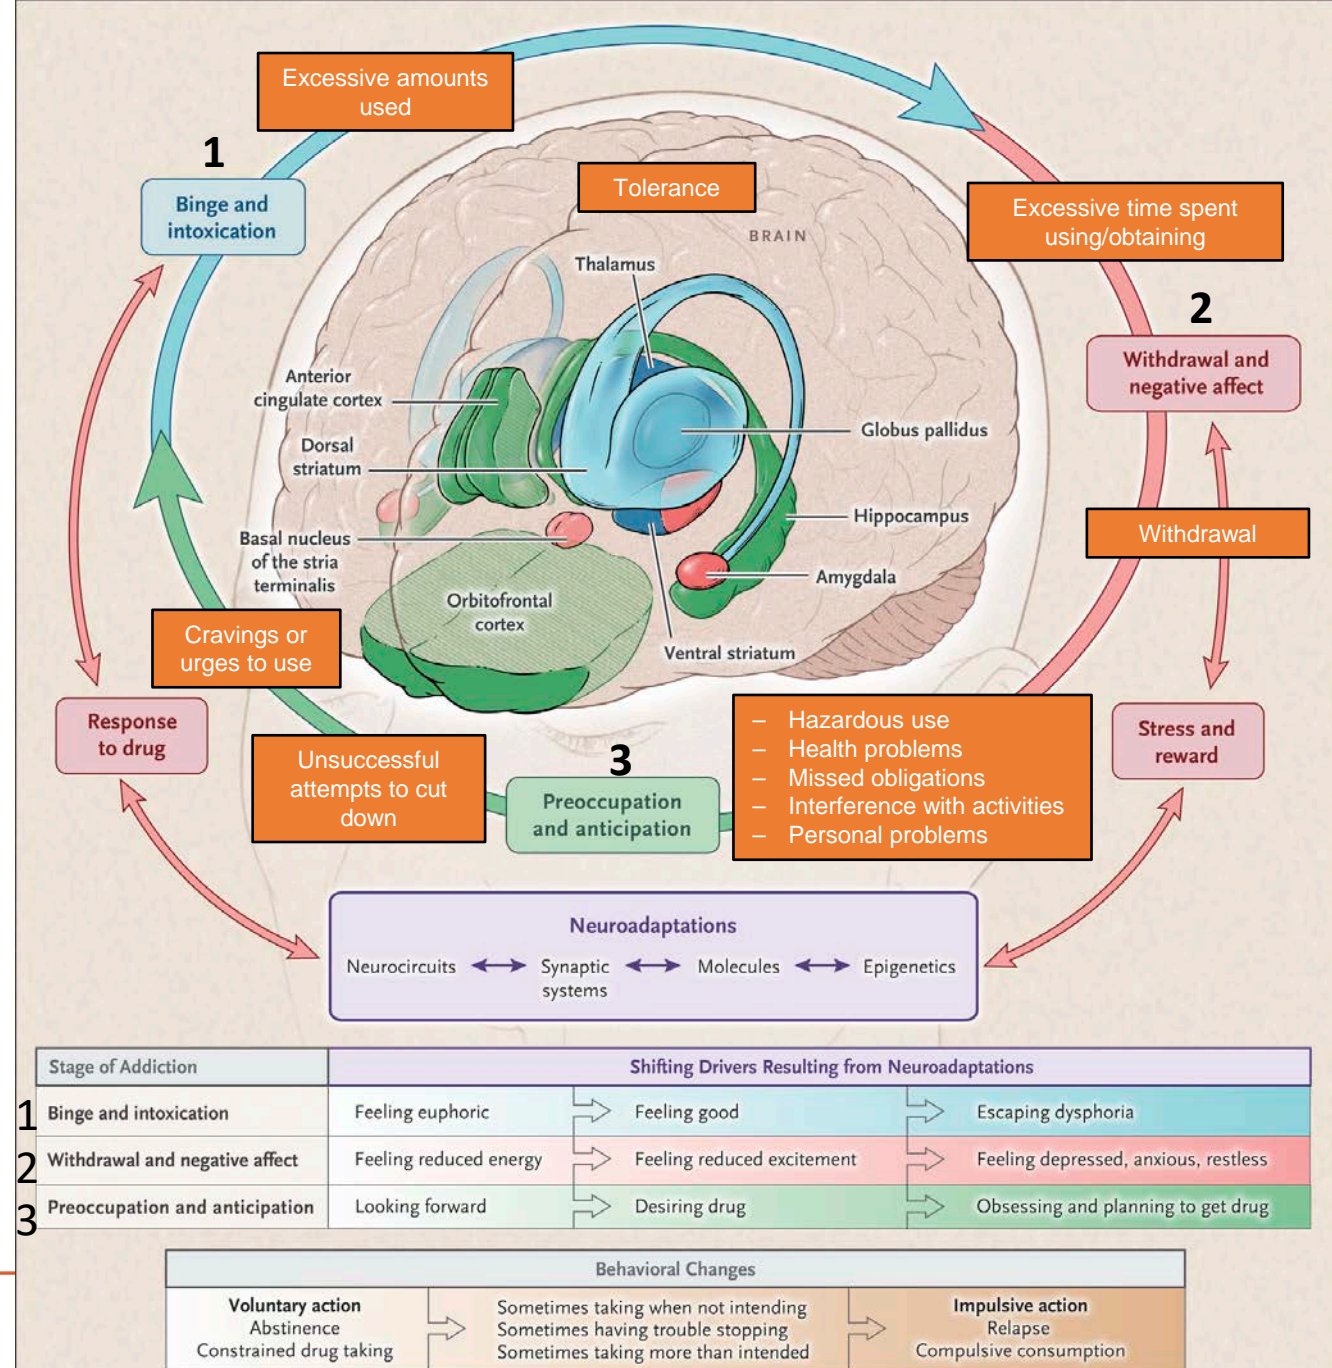 Excessive amounts
used
1
Binge and
intoxication
Tolerance
BRAIN
Excessive time spent
using/obtaining
2
Withdrawal and
negative affect
Thalamus
Anterior
cingulate cortex
Dorsal
striatum
Globus pallidus
Basal nucleus
of the stria
terminalis
Hippocampus
Withdrawal
Amygdala
Orbitofrontal
cortex
Ventral striatum
Cravings or
urges to use
Response
to drug
Unsuccessful
attempts to cut
down
3
Preoccupation
and anticipation
– Hazardous use
– Health problems
– Missed obligations
– Interference with activities
– Personal problems
Stress and
reward
Neuroadaptations
Neurocircuits
Synaptic
systems
Molecules
Epigenetics
Stage of Addiction
Shifting Drivers Resulting from Neuroadaptations
1
Binge and intoxication
Feeling euphoric
Feeling good
Escaping dysphoria
2
Withdrawal and negative affect
Feeling reduced energy
Feeling reduced excitement
Feeling depressed, anxious, restless
3
Preoccupation and anticipation
Looking forward
Desiring drug
Obsessing and planning to get drug
Behavioral Changes
Voluntary action
Abstinence
Constrained drug taking
Sometimes taking when not intending
Sometimes having trouble stopping
Sometimes taking more than intended
Impulsive action
Relapse
Compulsive consumption